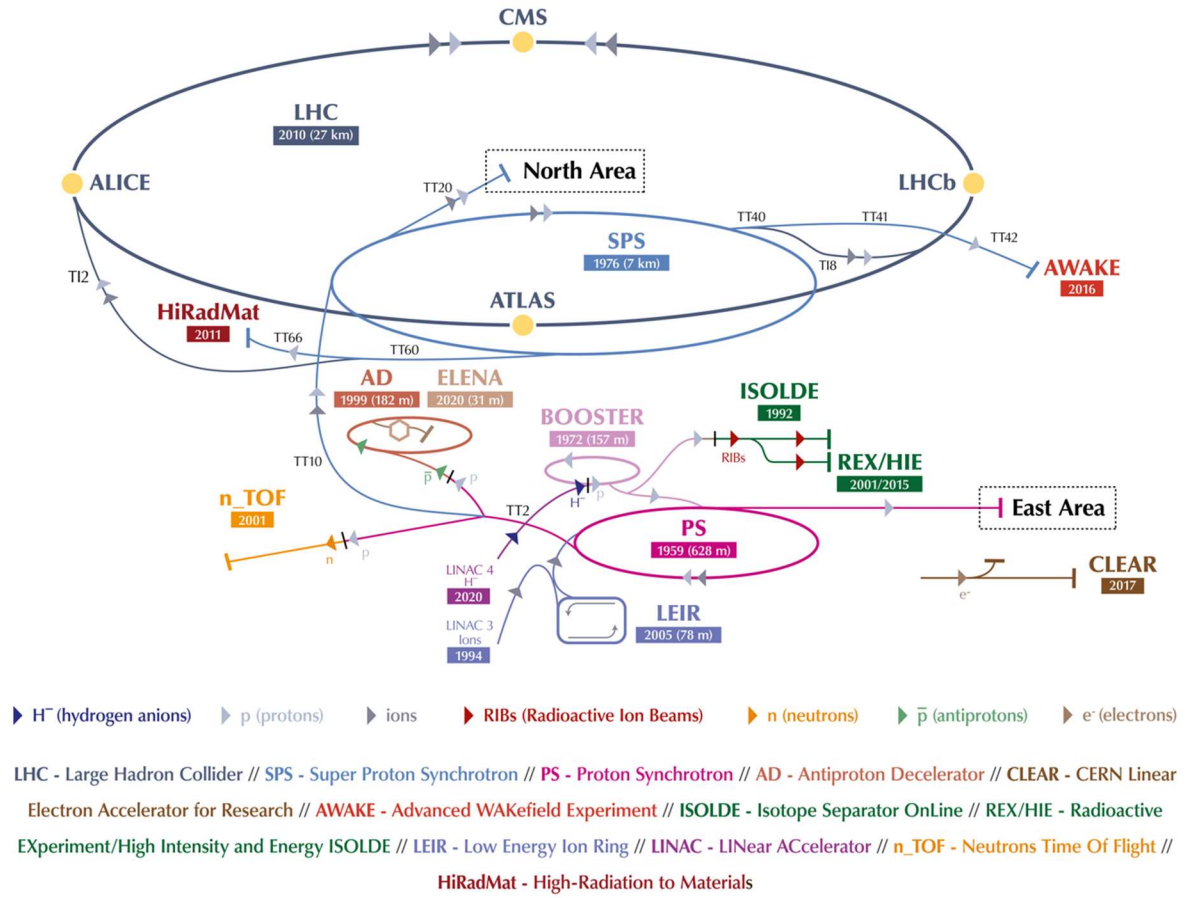 CMS
LHC
2010 (27 km)
North Area
ALICE
TT20
LHCb
TT40
TT41
SPS
1976 (7 km)
TT42
TI2
TI8
AWAKE
2016
ATLAS
HiRadMat
2011
TT66
TT60
AD
1999 (182 m)
ELENA
2020 (31 m)
ISOLDE
1992
BOOSTER
1972 (157 m)
RIBs
REX/HIE
2001/2015
TT10
p̅
p
H⁻
p
n_TOF
2001
TT2
East Area
PS
1959 (628 m)
n
p
LINAC 4
H⁻
2020
CLEAR
2017
e⁻
LEIR
2005 (78 m)
LINAC 3
Ions
1994
H⁻ (hydrogen anions) p (protons) ions RIBs (Radioactive Ion Beams) n (neutrons) p̅ (antiprotons) e⁻ (electrons)
LHC - Large Hadron Collider // SPS - Super Proton Synchrotron // PS - Proton Synchrotron // AD - Antiproton Decelerator // CLEAR - CERN Linear
Electron Accelerator for Research // AWAKE - Advanced WAKefield Experiment // ISOLDE - Isotope Separator OnLine // REX/HIE - Radioactive
EXperiment/High Intensity and Energy ISOLDE // LEIR - Low Energy Ion Ring // LINAC - LINear ACcelerator // n_TOF - Neutrons Time Of Flight //
HiRadMat - High-Radiation to Materials